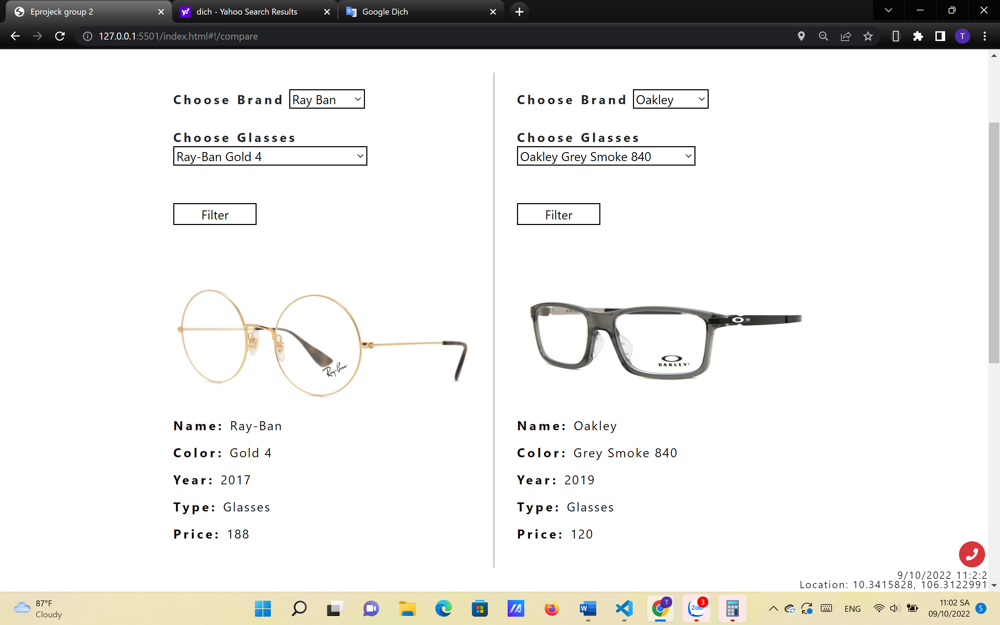 Eprojeck group 2
dich - Yahoo Search Results
Google Dịch
127.0.0.1:5501/index.html#!/compare
T
Choose Brand Ray Ban
Choose Glasses
Ray-Ban Gold 4
Filter
Ray-Ban
Name: Ray-Ban
Color: Gold 4
Year: 2017
Type: Glasses
Price: 188
Choose Brand Oakley
Choose Glasses
Oakley Grey Smoke 840
Filter
OAKLEY
Name: Oakley
Color: Grey Smoke 840
Year: 2019
Type: Glasses
Price: 120
9/10/2022 11:2:2
Location: 10.3415828, 106.3122991
87°F
Cloudy
W
T
Zalo
3
ENG
11:02 SA
09/10/2022
5